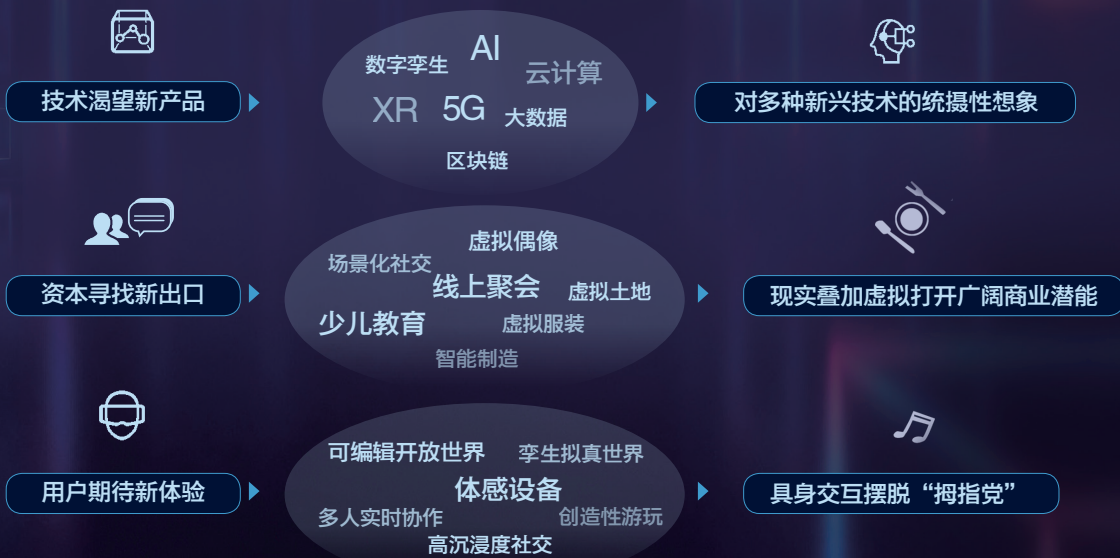 技术渴望新产品
数字孪生
AI
云计算
XR
5G
大数据
区块链
对多种新兴技术的统摄性想象
资本寻找新出口
虚拟偶像
场景化社交
线上聚会
虚拟土地
少儿教育
虚拟服装
智能制造
现实叠加虚拟打开广阔商业潜能
用户期待新体验
可编辑开放世界
孪生拟真世界
体感设备
多人实时协作
创造性游玩
高沉浸度社交
具身交互摆脱“拇指党”